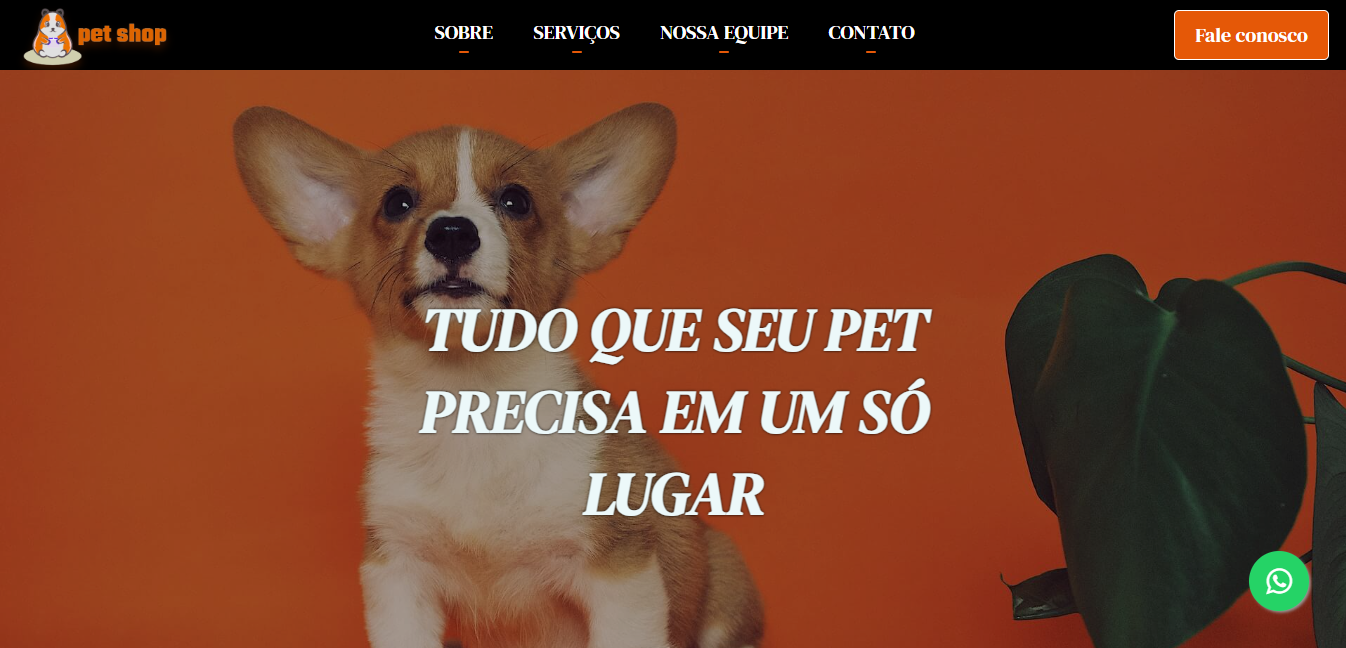 pet shop
SOBRE
SERVIÇOS
NOSSA EQUIPE
CONTATO
Fale conosco
TUDO QUE SEU PET
PRECISA EM UM SÓ
LUGAR